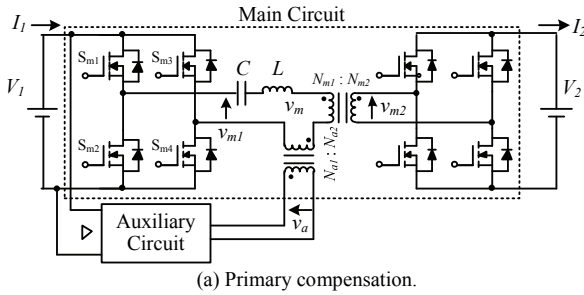 Main Circuit
I1
I2
Sm1
Sm3
C
L
Nm1 : Nm2
V1
vm
vm2
V2
vm1
Sm2
Sm4
Na1 : Na2
Auxiliary
Circuit
va
(a) Primary compensation.